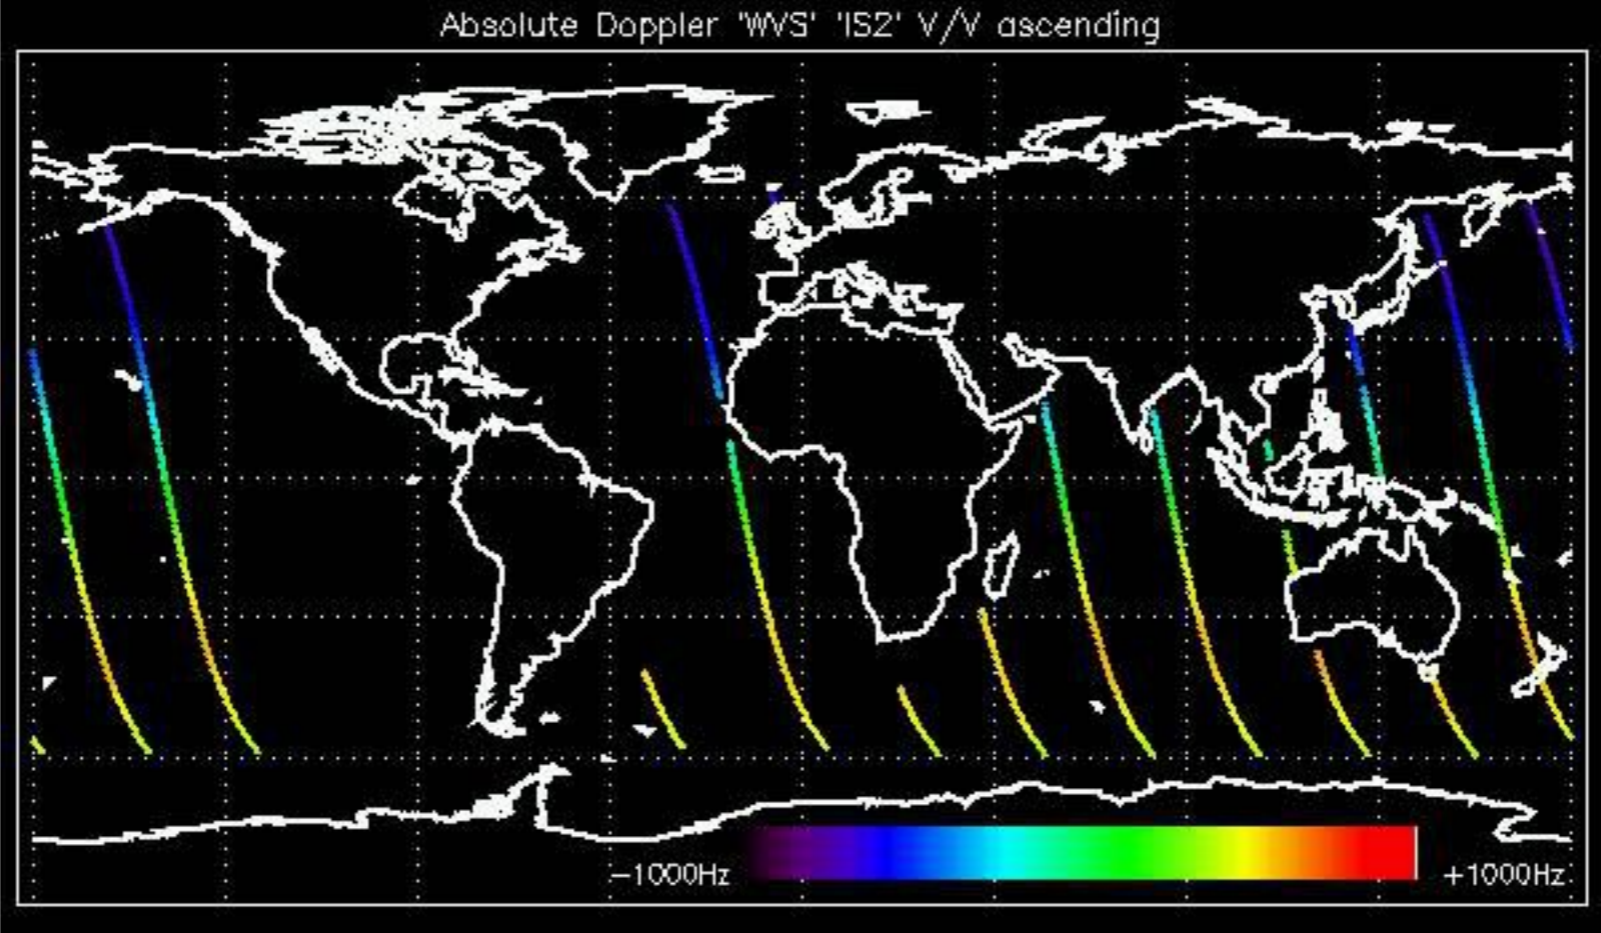 Absolute Doppler 'WVS' 'IS2' V/V ascending
−1000Hz +1000Hz